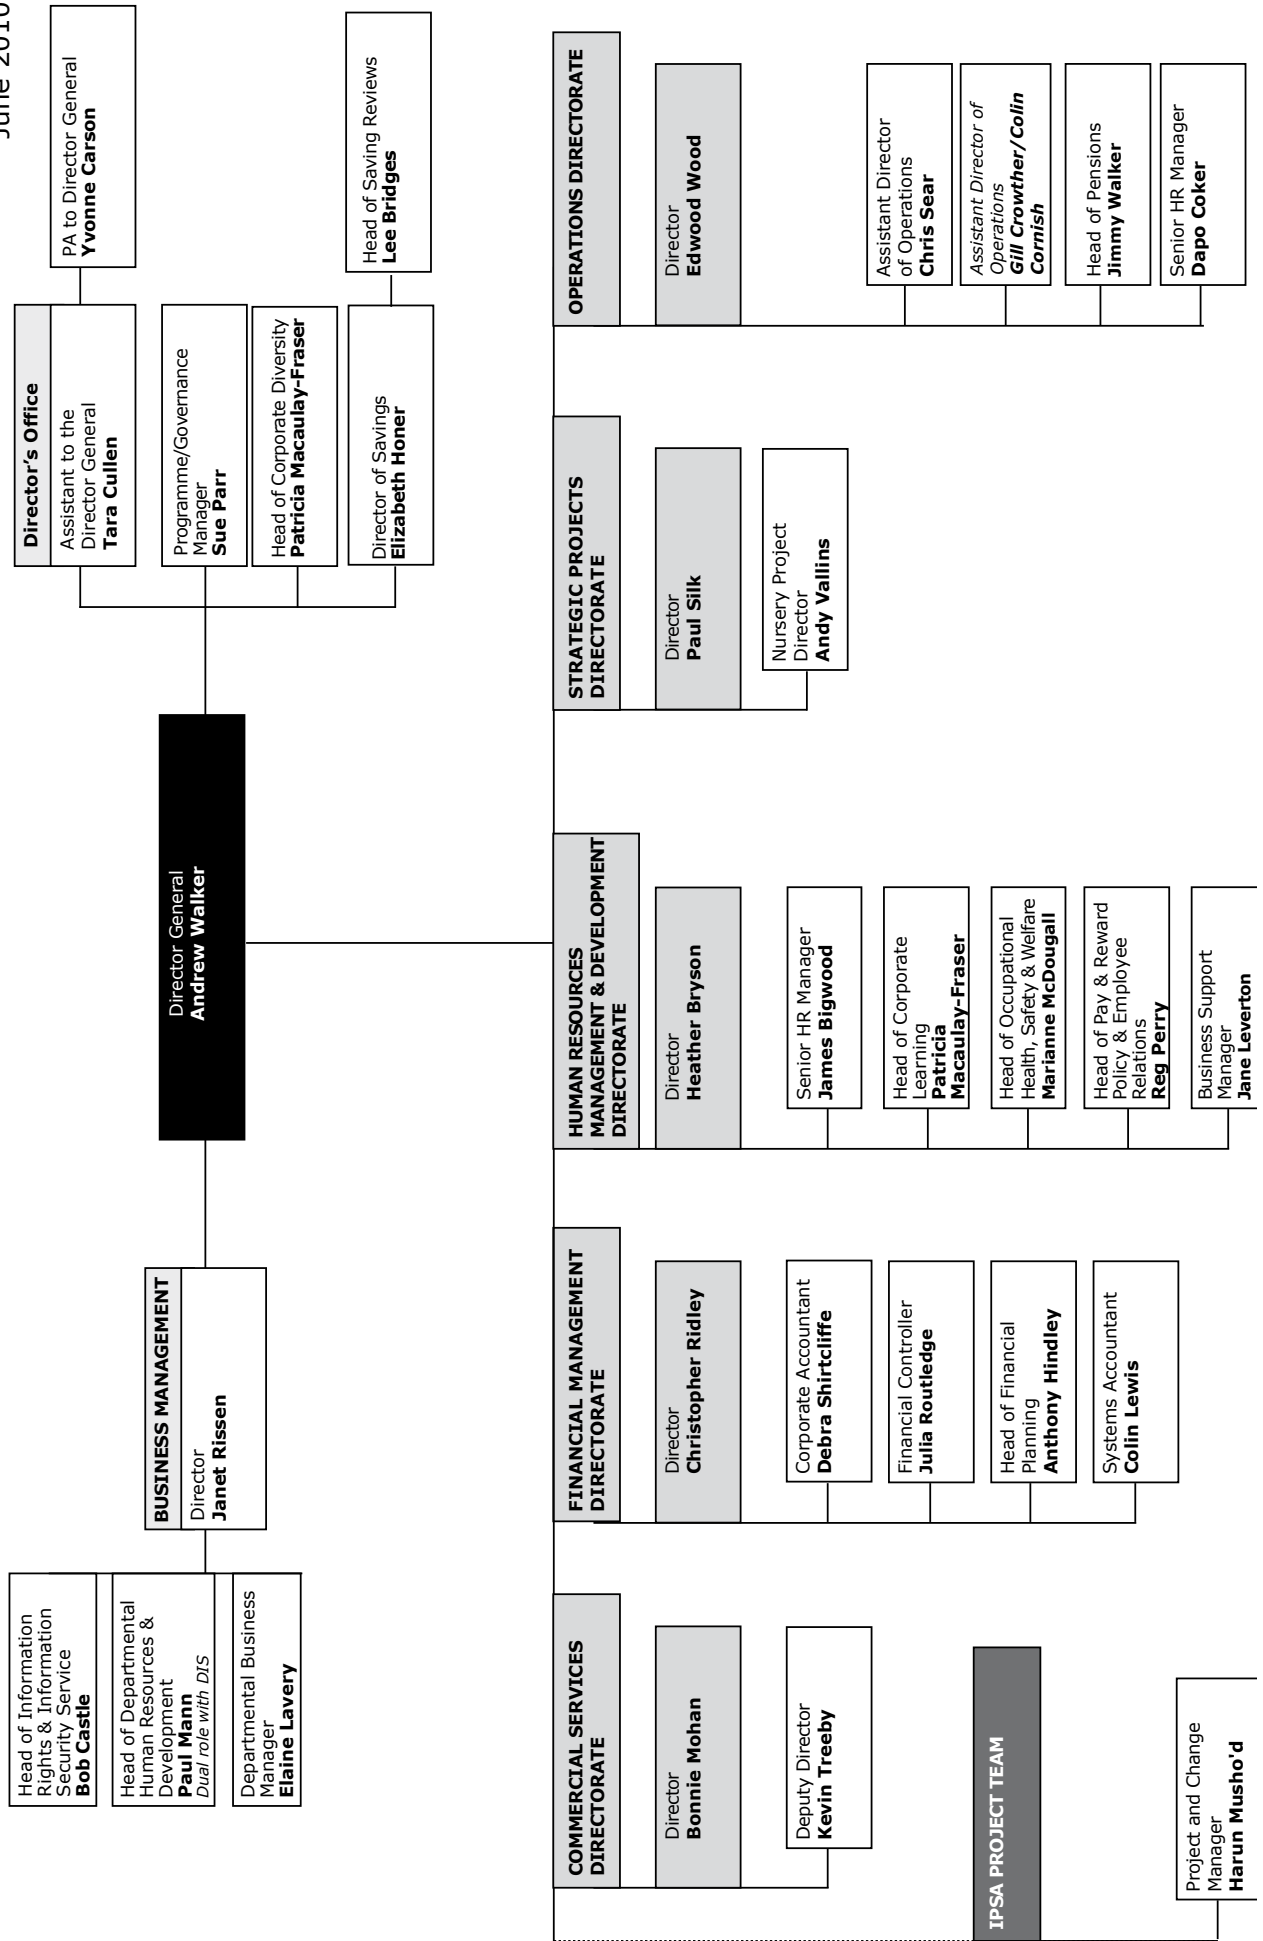 June 2010
Head of Information
Rights & Information
Security Service
Bob Castle
Head of Departmental
Human Resources &
Development
Paul Mann
Dual role with DIS
Departmental Business
Manager
Elaine Lavery
BUSINESS MANAGEMENT
Director
Janet Rissen
Director General
Andrew Walker
Director’s Office
Assistant to the
Director General
Tara Cullen
PA to Director General
Yvonne Carson
Programme/Governance
Manager
Sue Parr
Head of Corporate Diversity
Patricia Macaulay-Fraser
Director of Savings
Elizabeth Honer
Head of Saving Reviews
Lee Bridges
COMMERCIAL SERVICES
DIRECTORATE
Director
Bonnie Mohan
Deputy Director
Kevin Treeby
IPSA PROJECT TEAM
Project and Change
Manager
Harun Musho'd
FINANCIAL MANAGEMENT
DIRECTORATE
Director
Christopher Ridley
Corporate Accountant
Debra Shirtcliffe
Financial Controller
Julia Routledge
Head of Financial
Planning
Anthony Hindley
Systems Accountant
Colin Lewis
HUMAN RESOURCES
MANAGEMENT & DEVELOPMENT
DIRECTORATE
Director
Heather Bryson
Senior HR Manager
James Bigwood
Head of Corporate
Learning
Patricia
Macaulay-Fraser
Head of Occupational
Health, Safety & Welfare
Marianne McDougall
Head of Pay & Reward
Policy & Employee
Relations
Reg Perry
Business Support
Manager
Jane Leverton
STRATEGIC PROJECTS
DIRECTORATE
Director
Paul Silk
Nursery Project
Director
Andy Vallins
OPERATIONS DIRECTORATE
Director
Edwood Wood
Assistant Director
of Operations
Chris Sear
Assistant Director of
Operations
Gill Crowther/Colin
Cornish
Head of Pensions
Jimmy Walker
Senior HR Manager
Dapo Coker